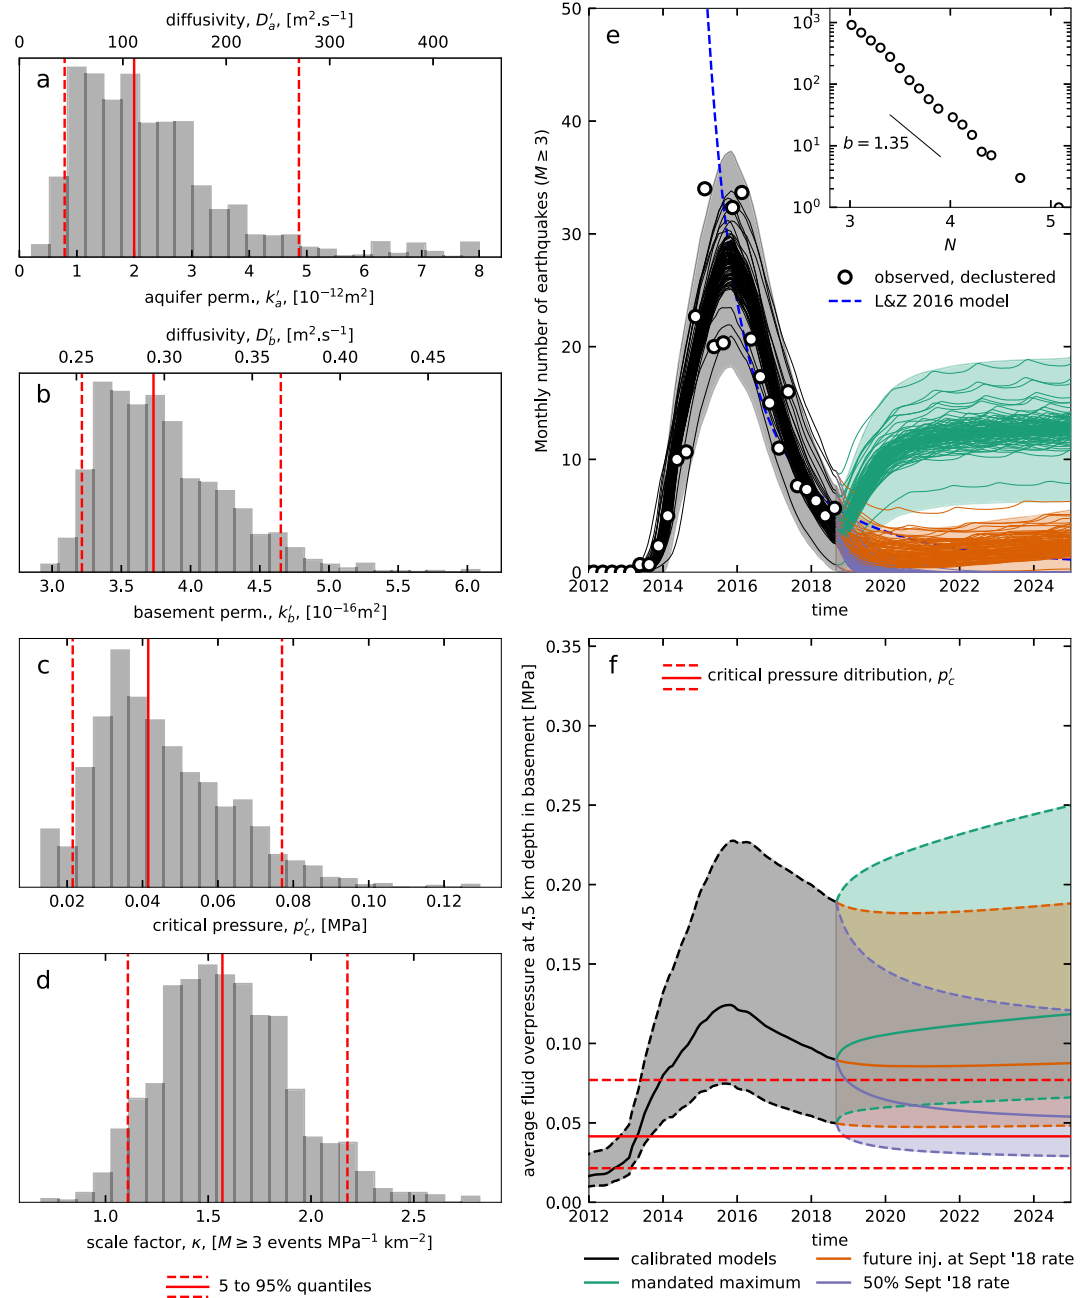 diffusivity, D′ₐ, [m².s⁻¹]
0 100 200 300 400
a
1 2 3 4 5 6 7 8
aquifer perm., k′ₐ, [10⁻¹²m²]
diffusivity, D′_b, [m².s⁻¹]
0.25 0.30 0.35 0.40 0.45
b
3.0 3.5 4.0 4.5 5.0 5.5 6.0
basement perm., k′_b, [10⁻¹⁶m²]
c
0.02 0.04 0.06 0.08 0.10 0.12
critical pressure, p′_c, [MPa]
d
1.0 1.5 2.0 2.5
scale factor, κ, [M ≥ 3 events MPa⁻¹ km⁻²]
5 to 95% quantiles
e
Monthly number of earthquakes (M ≥ 3)
50
40
30
20
10
0
10³
10²
10¹
10⁰
b = 1.35
3 4 5
N
observed, declustered
L&Z 2016 model
2012 2014 2016 2018 2020 2022 2024
time
f
critical pressure ditribution, p′_c
average fluid overpressure at 4.5 km depth in basement [MPa]
0.35
0.30
0.25
0.20
0.15
0.10
0.05
0.00
2012 2014 2016 2018 2020 2022 2024
time
calibrated models
mandated maximum
future inj. at Sept '18 rate
50% Sept '18 rate